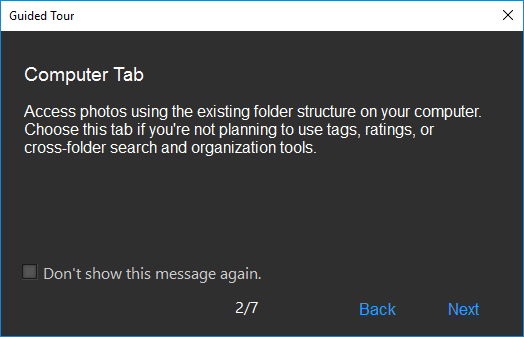 Guided Tour
Computer Tab
Access photos using the existing folder structure on your computer.
Choose this tab if you're not planning to use tags, ratings, or
cross-folder search and organization tools.
Don't show this message again.
2/7
Back
Next